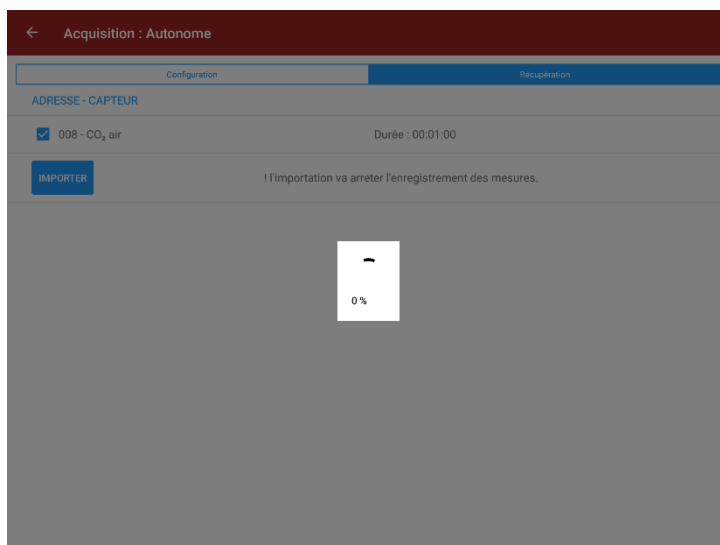 Acquisition : Autonome
Configuration
Récupération
ADRESSE - CAPTEUR
008 - CO₂ air
Durée : 00:01:00
IMPORTER
! l'importation va arreter l'enregistrement des mesures.
0 %